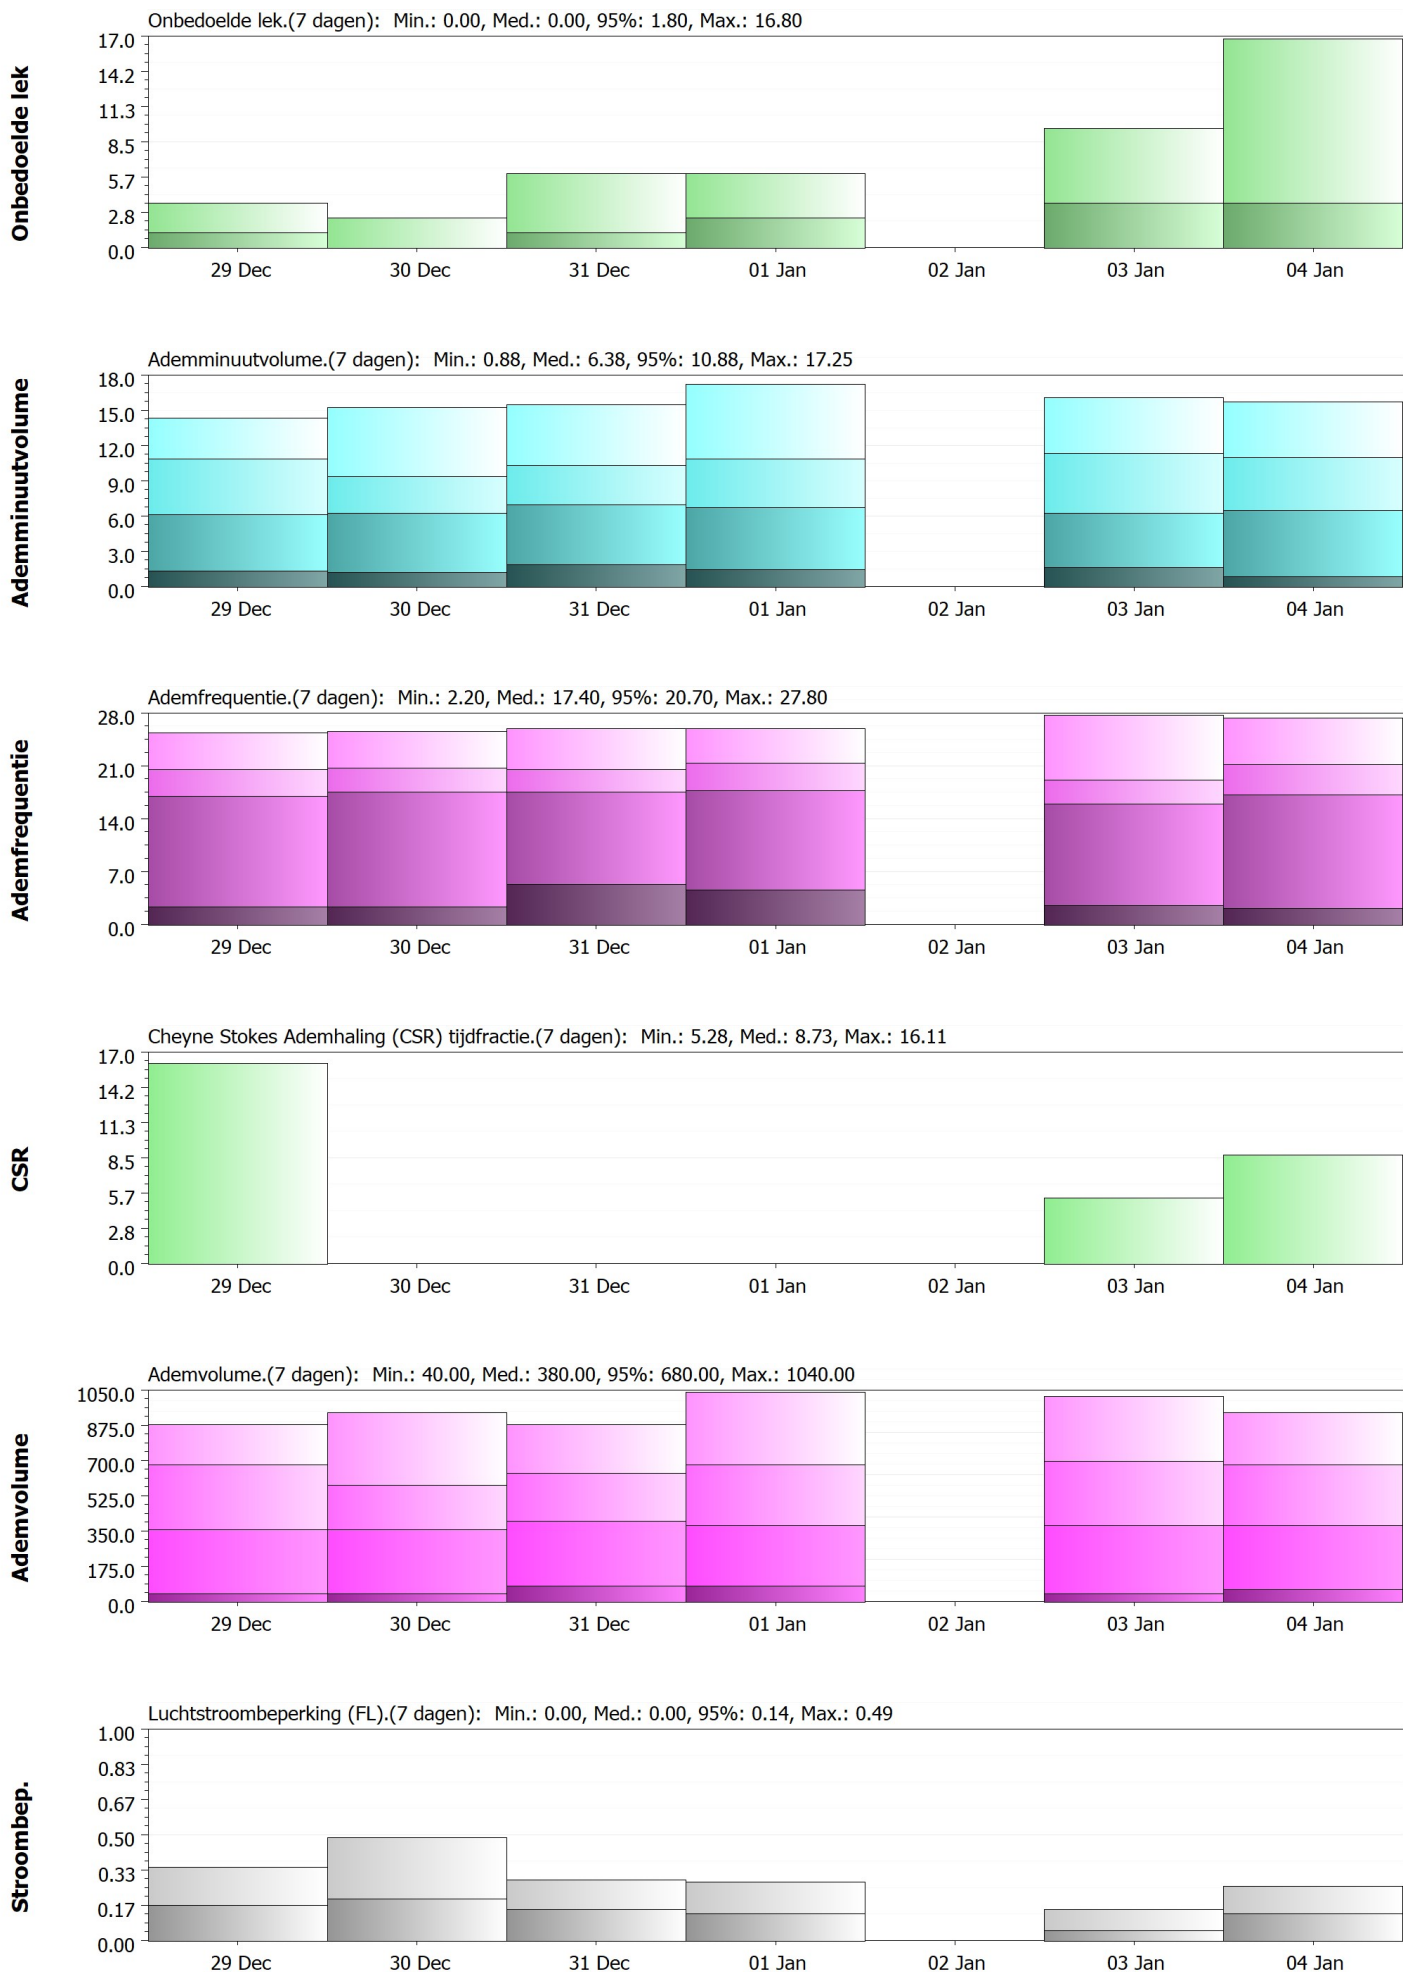 Onbedoelde lek.(7 dagen): Min.: 0.00, Med.: 0.00, 95%: 1.80, Max.: 16.80
Onbedoelde lek
17.0
14.2
11.3
8.5
5.7
2.8
0.0
29 Dec 30 Dec 31 Dec 01 Jan 02 Jan 03 Jan 04 Jan
Ademminuutvolume.(7 dagen): Min.: 0.88, Med.: 6.38, 95%: 10.88, Max.: 17.25
Ademminuutvolume
18.0
15.0
12.0
9.0
6.0
3.0
0.0
29 Dec 30 Dec 31 Dec 01 Jan 02 Jan 03 Jan 04 Jan
Ademfrequentie.(7 dagen): Min.: 2.20, Med.: 17.40, 95%: 20.70, Max.: 27.80
Ademfrequentie
28.0
21.0
14.0
7.0
0.0
29 Dec 30 Dec 31 Dec 01 Jan 02 Jan 03 Jan 04 Jan
Cheyne Stokes Ademhaling (CSR) tijdfractie.(7 dagen): Min.: 5.28, Med.: 8.73, Max.: 16.11
CSR
17.0
14.2
11.3
8.5
5.7
2.8
0.0
29 Dec 30 Dec 31 Dec 01 Jan 02 Jan 03 Jan 04 Jan
Ademvolume.(7 dagen): Min.: 40.00, Med.: 380.00, 95%: 680.00, Max.: 1040.00
Ademvolume
1050.0
875.0
700.0
525.0
350.0
175.0
0.0
29 Dec 30 Dec 31 Dec 01 Jan 02 Jan 03 Jan 04 Jan
Luchtstroombeperking (FL).(7 dagen): Min.: 0.00, Med.: 0.00, 95%: 0.14, Max.: 0.49
Stroombep.
1.00
0.83
0.67
0.50
0.33
0.17
0.00
29 Dec 30 Dec 31 Dec 01 Jan 02 Jan 03 Jan 04 Jan